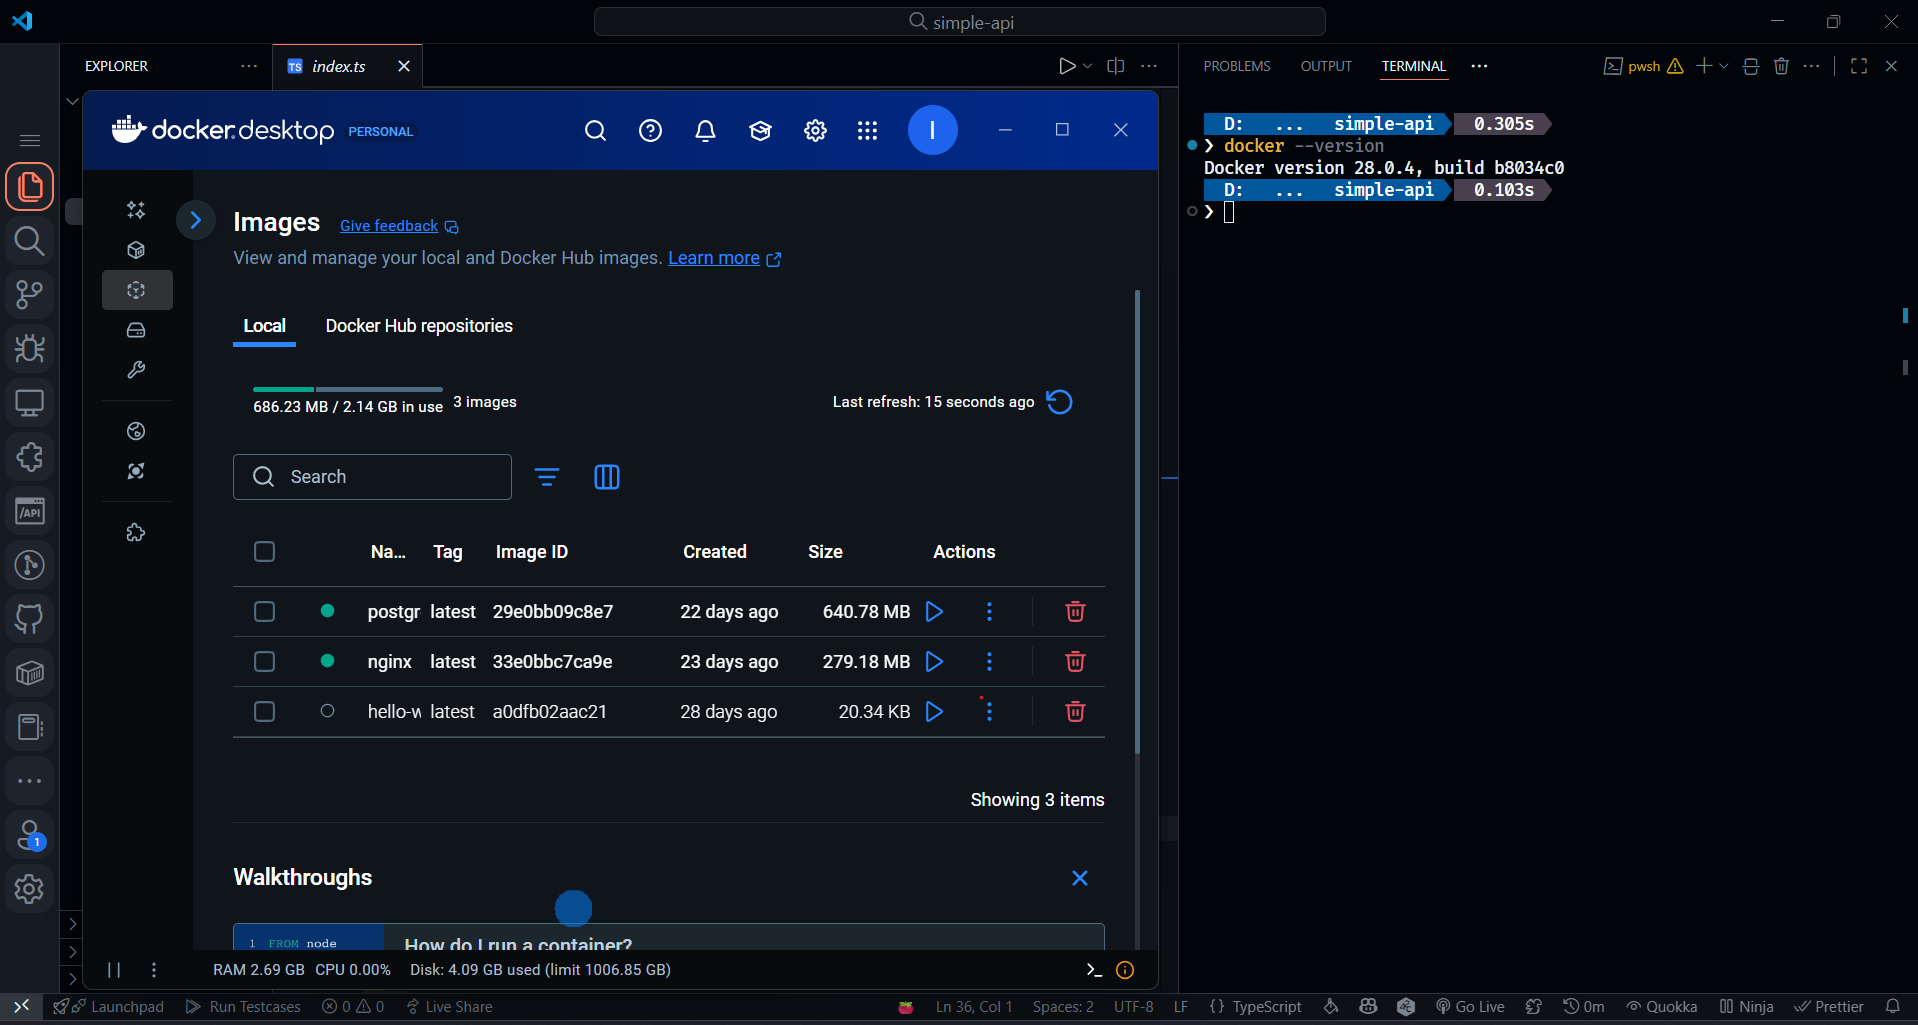 simple-api
EXPLORER
index.ts
PROBLEMS OUTPUT TERMINAL
pwsh
docker.desktop PERSONAL
I
Images Give feedback
View and manage your local and Docker Hub images. Learn more
Local Docker Hub repositories
686.23 MB / 2.14 GB in use 3 images
Last refresh: 15 seconds ago
Search
Na... Tag Image ID Created Size Actions
postgr latest 29e0bb09c8e7 22 days ago 640.78 MB
nginx latest 33e0bbc7ca9e 23 days ago 279.18 MB
hello-w latest a0dfb02aac21 28 days ago 20.34 KB
Showing 3 items
Walkthroughs
1 FROM node
How do I run a container?
RAM 2.69 GB CPU 0.00% Disk: 4.09 GB used (limit 1006.85 GB)
D: ... simple-api 0.305s
❯ docker --version
Docker version 28.0.4, build b8034c0
D: ... simple-api 0.103s
❯
TS
/API
1
Launchpad Run Testcases 0 0 Live Share
Ln 36, Col 1 Spaces: 2 UTF-8 LF {} TypeScript Go Live 0m Quokka Ninja Prettier